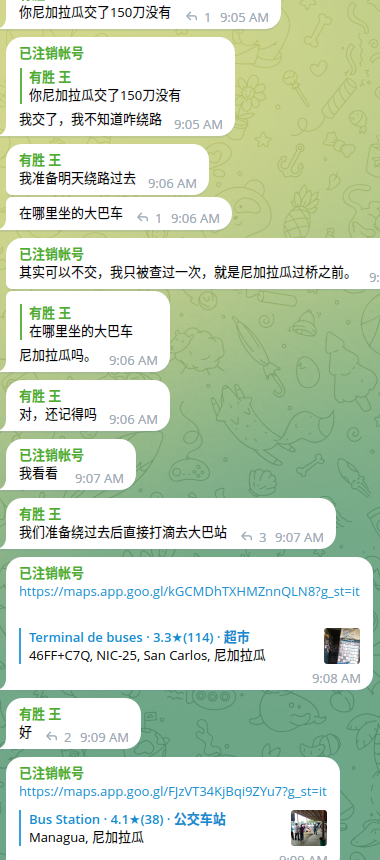 你尼加拉瓜交了150刀没有 1 9:05 AM
已注销帐号
有胜 王
你尼加拉瓜交了150刀没有
我交了，我不知道咋绕路 9:05 AM
有胜 王
我准备明天绕路过去 9:06 AM
在哪里坐的大巴车 1 9:06 AM
已注销帐号
其实可以不交，我只被查过一次，就是尼加拉瓜过桥之前。 9:
有胜 王
在哪里坐的大巴车
尼加拉瓜吗。 9:06 AM
有胜 王
对，还记得吗 9:06 AM
已注销帐号
我看看 9:07 AM
有胜 王
我们准备绕过去后直接打滴去大巴站 3 9:07 AM
已注销帐号
https://maps.app.goo.gl/kGCMDhTXHMZnnQLN8?g_st=it
Terminal de buses · 3.3★(114) · 超市
46FF+C7Q, NIC-25, San Carlos, 尼加拉瓜
9:08 AM
有胜 王
好 2 9:09 AM
已注销帐号
https://maps.app.goo.gl/FJzVT34KjBqi9ZYu7?g_st=it
Bus Station · 4.1★(38) · 公交车站
Managua, 尼加拉瓜
9:09 AM